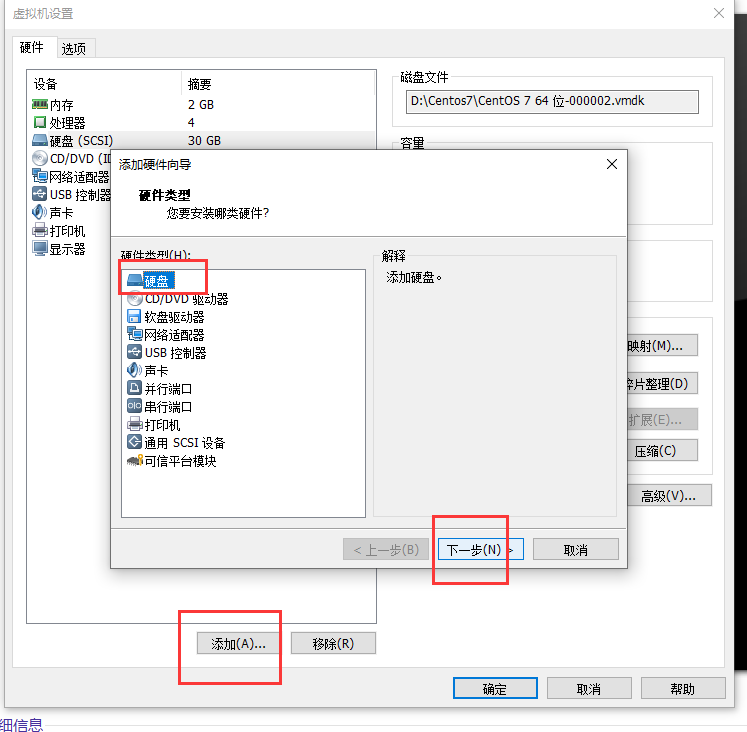 虚拟机设置
硬件 选项
设备 摘要
内存 2 GB
处理器 4
硬盘 (SCSI) 30 GB
CD/DVD (I
网络适配器
USB 控制器
声卡
打印机
显示器
磁盘文件
D:\Centos7\CentOS 7 64 位-000002.vmdk
容量
添加硬件向导
硬件类型
您要安装哪类硬件?
硬件类型(H):
硬盘
CD/DVD 驱动器
软盘驱动器
网络适配器
USB 控制器
声卡
并行端口
串行端口
打印机
通用 SCSI 设备
可信平台模块
解释
添加硬盘。
< 上一步(B) 下一步(N) > 取消
映射(M)...
碎片整理(D)
扩展(E)...
压缩(C)
高级(V)...
添加(A)... 移除(R)
确定 取消 帮助
细信息